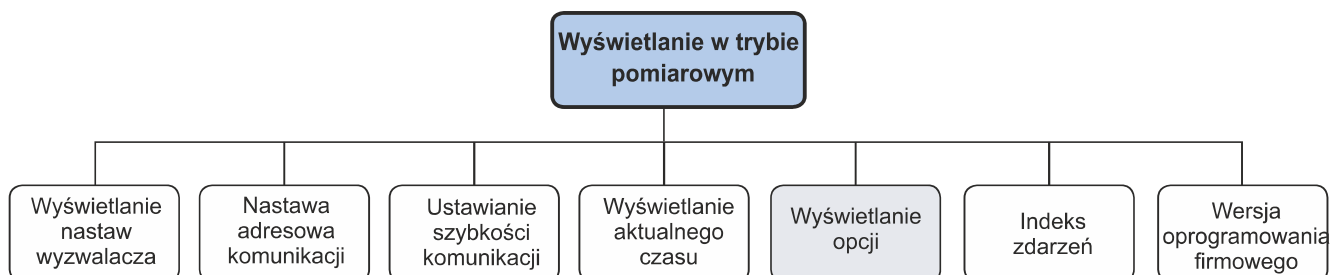 Wyświetlanie w trybie
pomiarowym
Wyświetlanie
nastaw
wyzwalacza
Nastawa
adresowa
komunikacji
Ustawianie
szybkości
komunikacji
Wyświetlanie
aktualnego
czasu
Wyświetlanie
opcji
Indeks
zdarzeń
Wersja
oprogramowania
firmowego